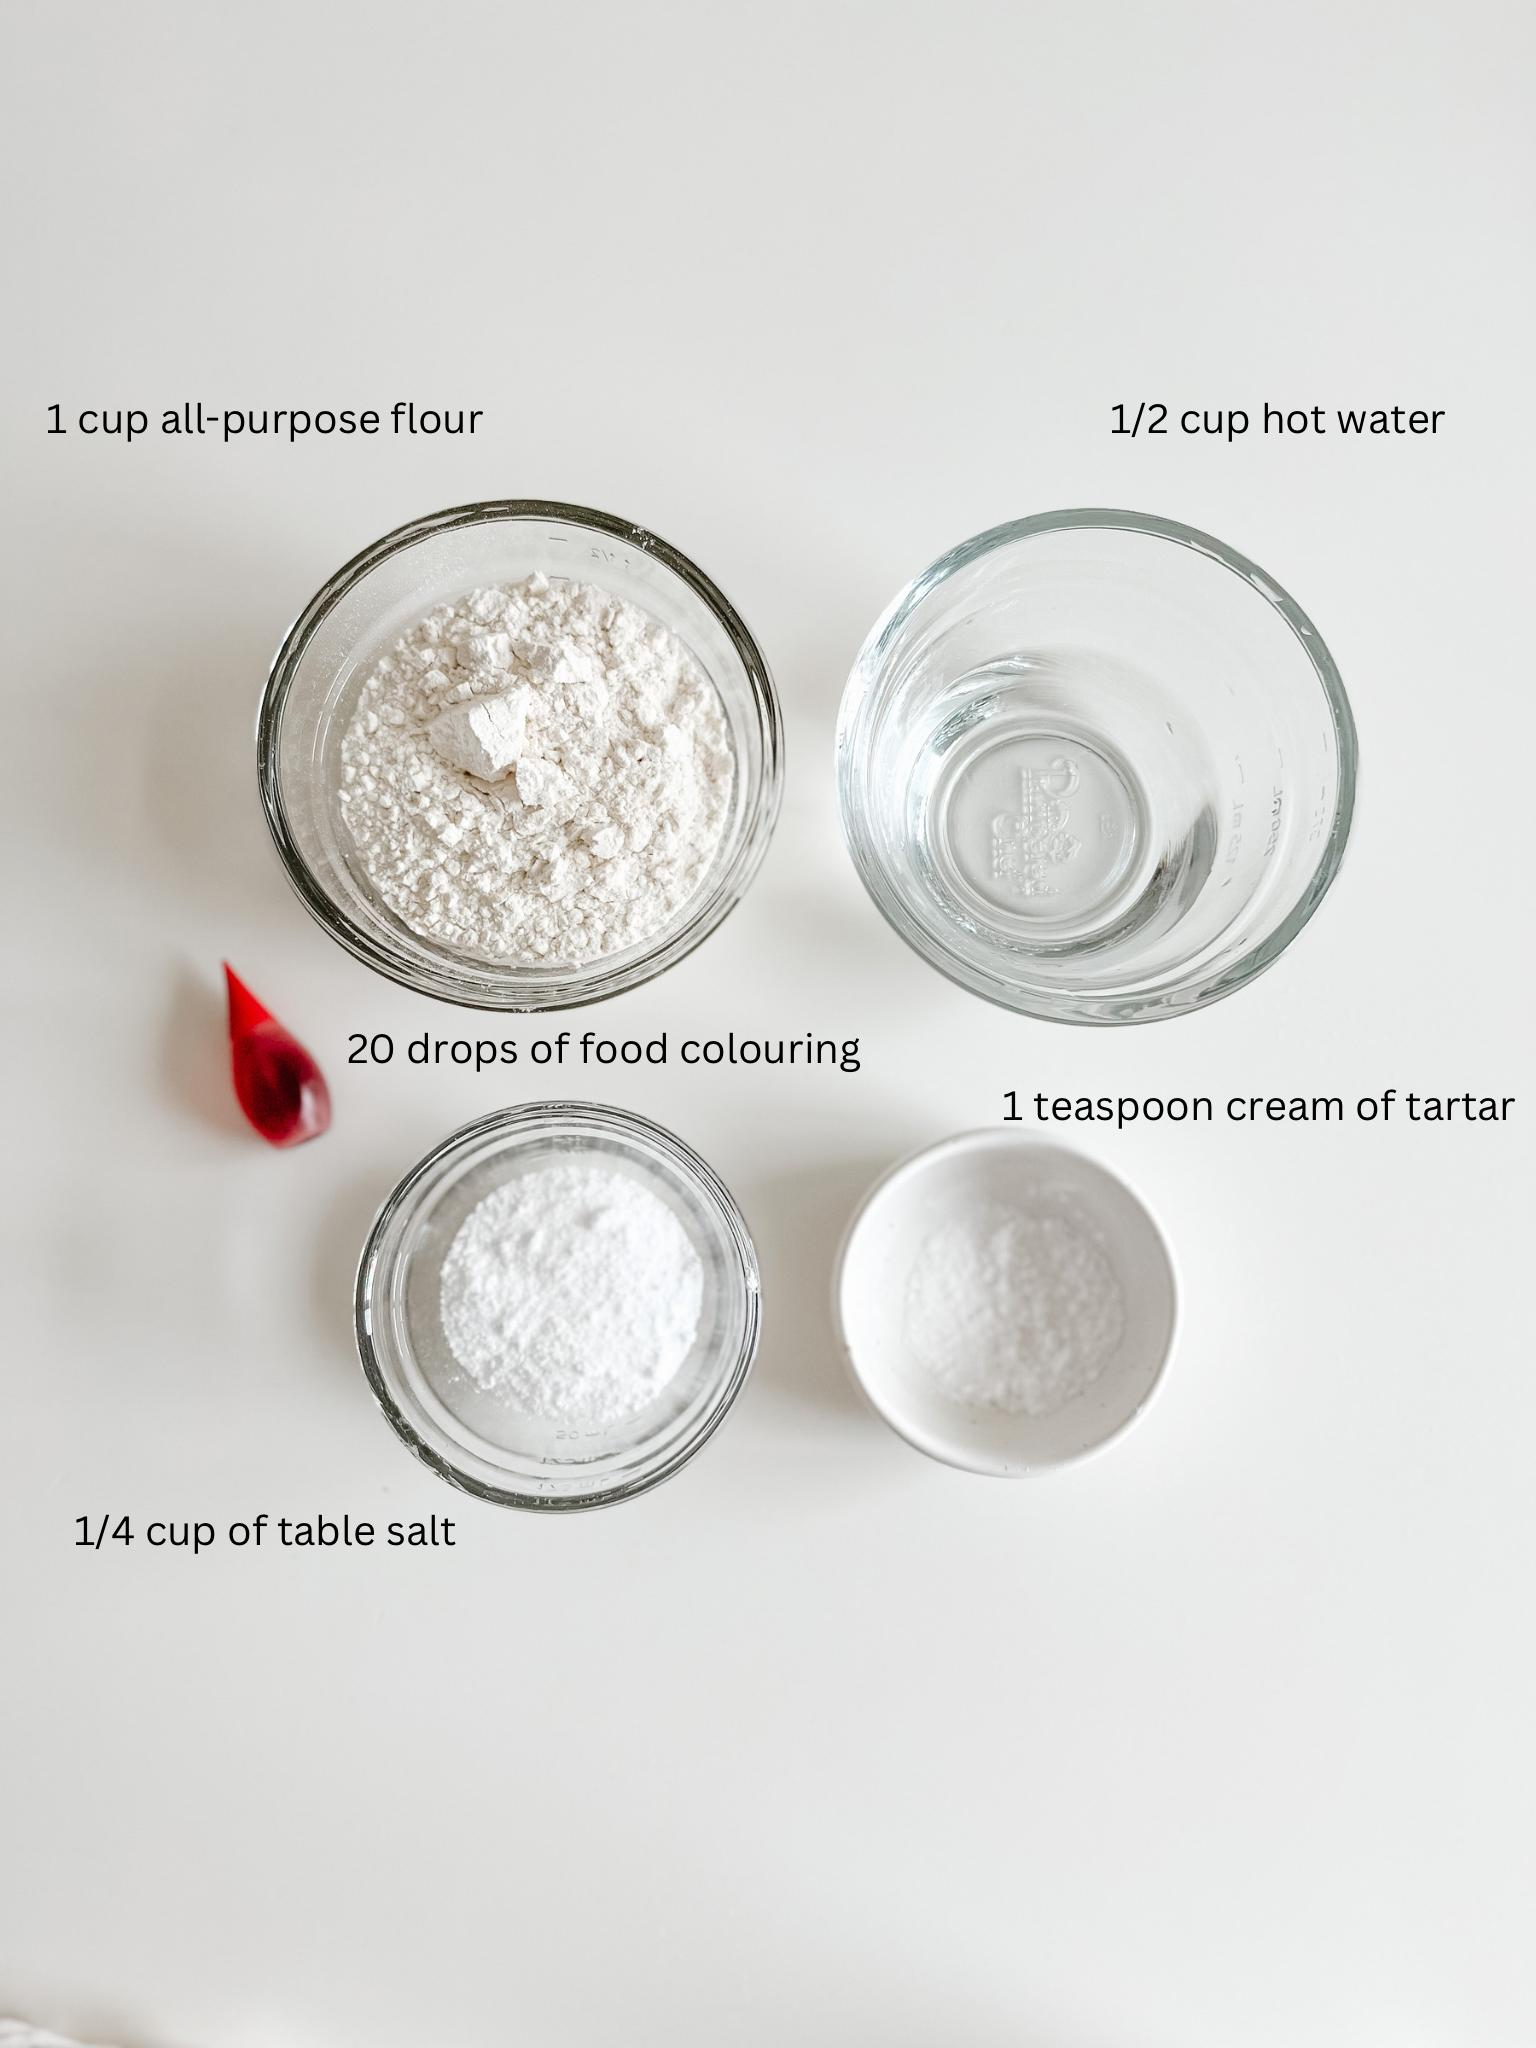 1 cup all-purpose flour
1/2 cup hot water
20 drops of food colouring
1 teaspoon cream of tartar
1/4 cup of table salt